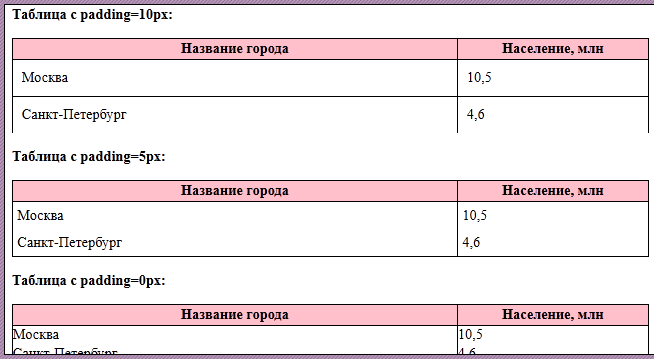 Таблица с padding=10px:
Название города Население, млн
Москва 10,5
Санкт-Петербург 4,6
Таблица с padding=5px:
Название города Население, млн
Москва 10,5
Санкт-Петербург 4,6
Таблица с padding=0px:
Название города Население, млн
Москва 10,5
Санкт-Петербург 4,6